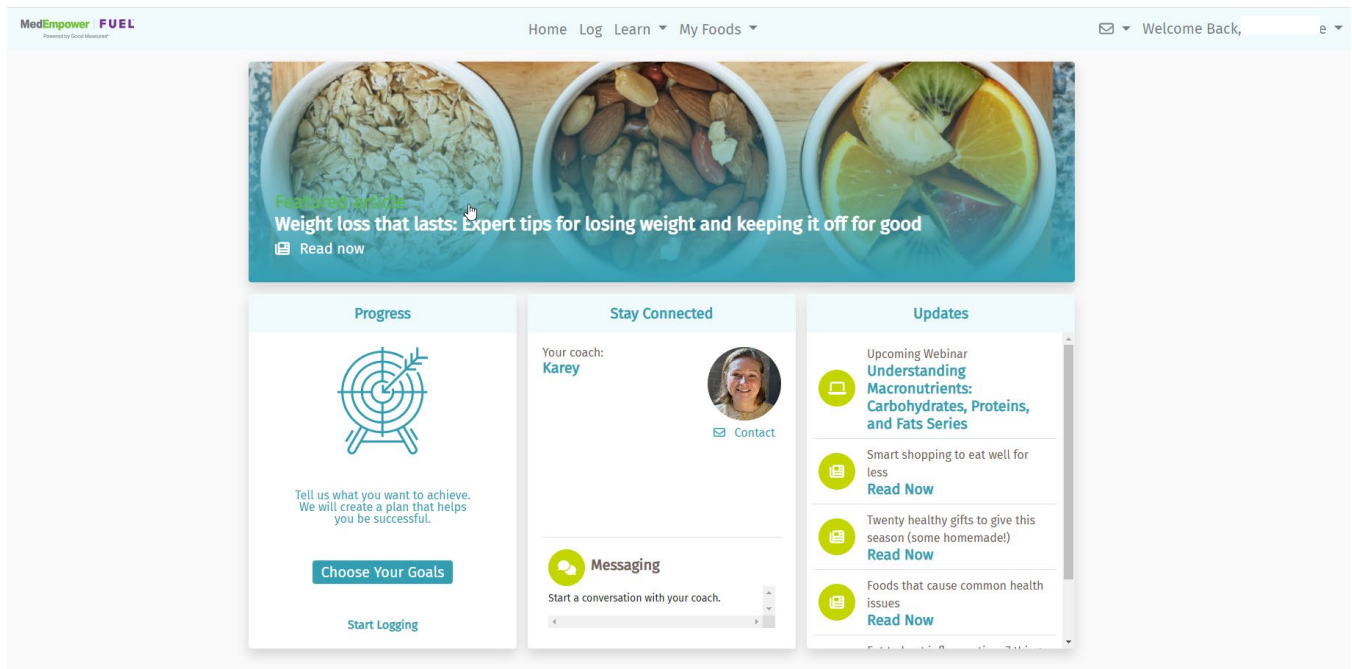 MedEmpower FUEL
Powered by Good Measures
Home Log Learn My Foods
Welcome Back, e
Featured article
Weight loss that lasts: Expert tips for losing weight and keeping it off for good
Read now
Progress
Tell us what you want to achieve.
We will create a plan that helps
you be successful.
Choose Your Goals
Start Logging
Stay Connected
Your coach:
Karey
Contact
Messaging
Start a conversation with your coach.
Updates
Upcoming Webinar
Understanding
Macronutrients:
Carbohydrates, Proteins,
and Fats Series
Smart shopping to eat well for
less
Read Now
Twenty healthy gifts to give this
season (some homemade!)
Read Now
Foods that cause common health
issues
Read Now